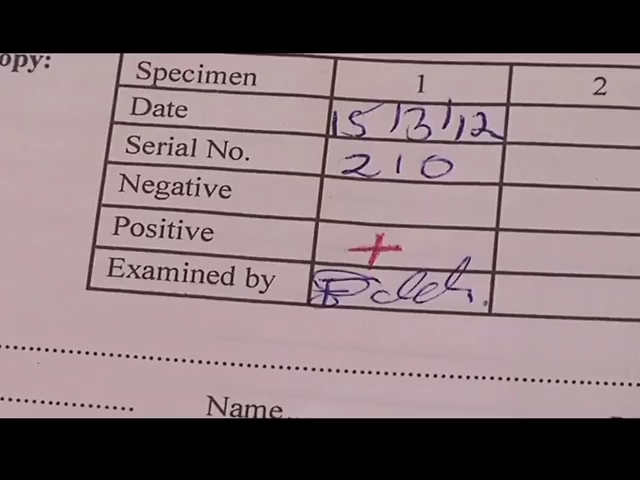 opy:
Specimen 1 2
Date 15/3/12
Serial No. 210
Negative
Positive +
Examined by
Name